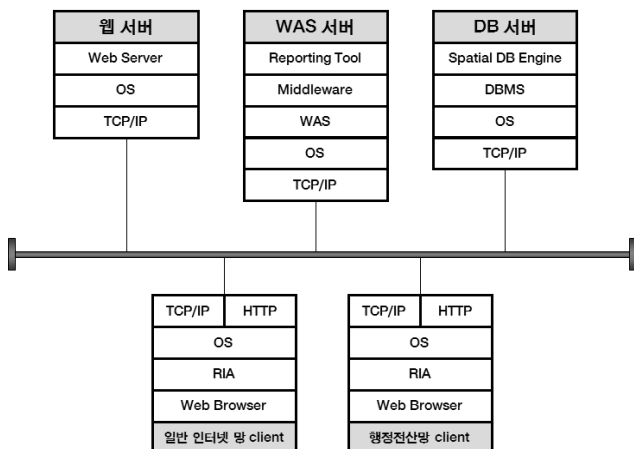 웹 서버
Web Server
OS
TCP/IP
WAS 서버
Reporting Tool
Middleware
WAS
OS
TCP/IP
DB 서버
Spatial DB Engine
DBMS
OS
TCP/IP
TCP/IP HTTP
OS
RIA
Web Browser
일반 인터넷 망 client
TCP/IP HTTP
OS
RIA
Web Browser
행정전산망 client